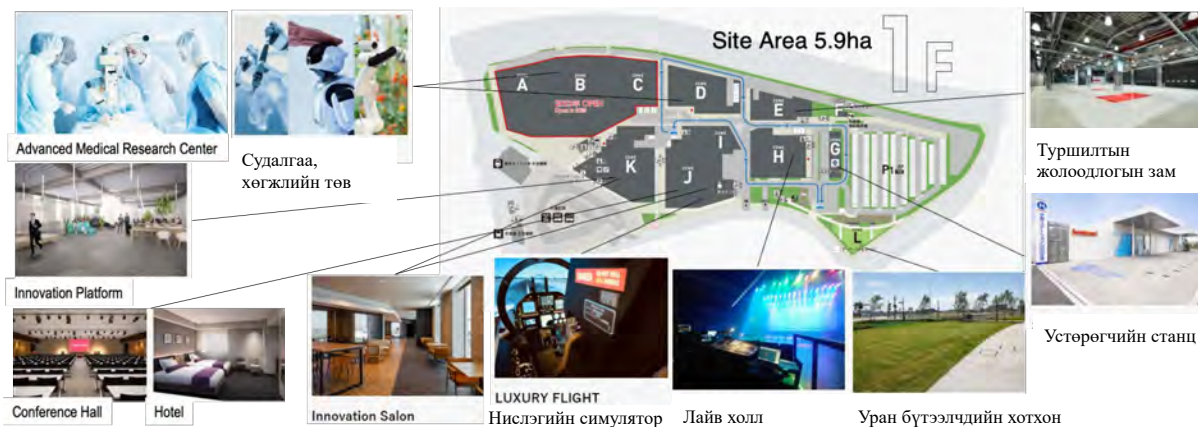 Site Area 5.9ha
1F
A
B
C
D
E
F
G
H
I
J
K
L
P1
Advanced Medical Research Center
Судалгаа,
хөгжлийн төв
Туршилтын
жолоодлогын зам
Innovation Platform
Устөрөгчийн станц
Conference Hall
Hotel
Innovation Salon
LUXURY FLIGHT
Нислэгийн симулятор
Лайв холл
Уран бүтээлчдийн хотхон